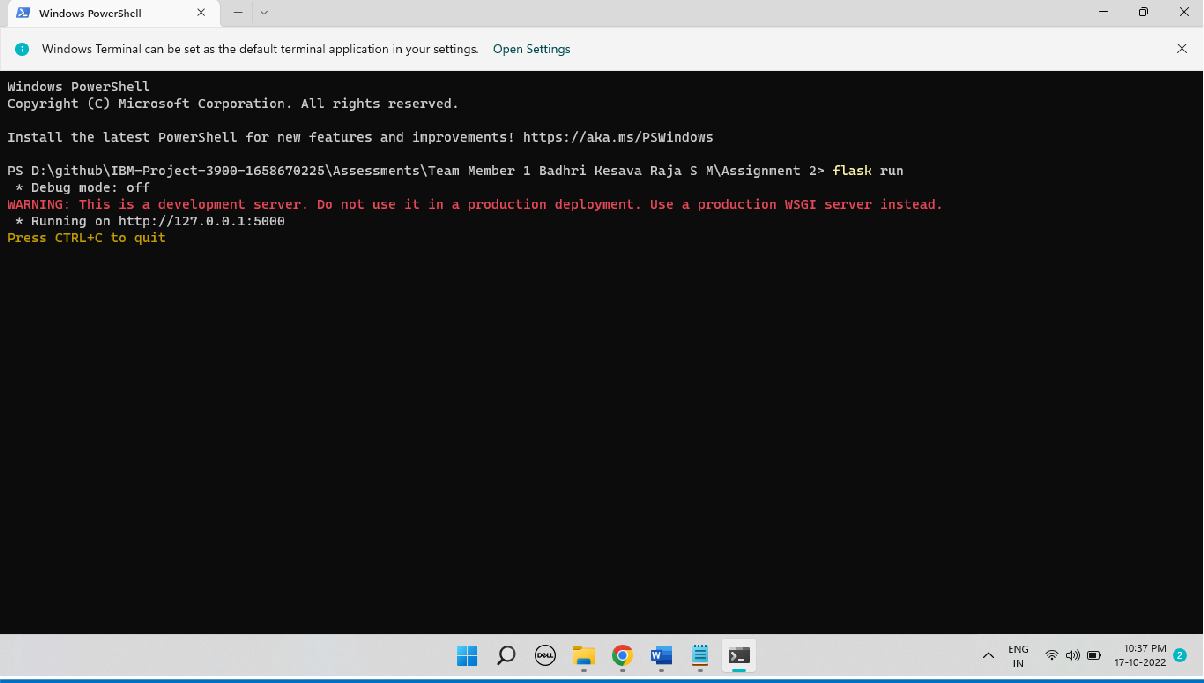 Windows PowerShell
Windows Terminal can be set as the default terminal application in your settings. Open Settings
Windows PowerShell
Copyright (C) Microsoft Corporation. All rights reserved.
Install the latest PowerShell for new features and improvements! https://aka.ms/PSWindows
PS D:\github\IBM-Project-3900-1658670225\Assessments\Team Member 1 Badhri Kesava Raja S M\Assignment 2> flask run
* Debug mode: off
WARNING: This is a development server. Do not use it in a production deployment. Use a production WSGI server instead.
* Running on http://127.0.0.1:5000
Press CTRL+C to quit
DELL
W
ENG
IN
10:37 PM
17-10-2022
2